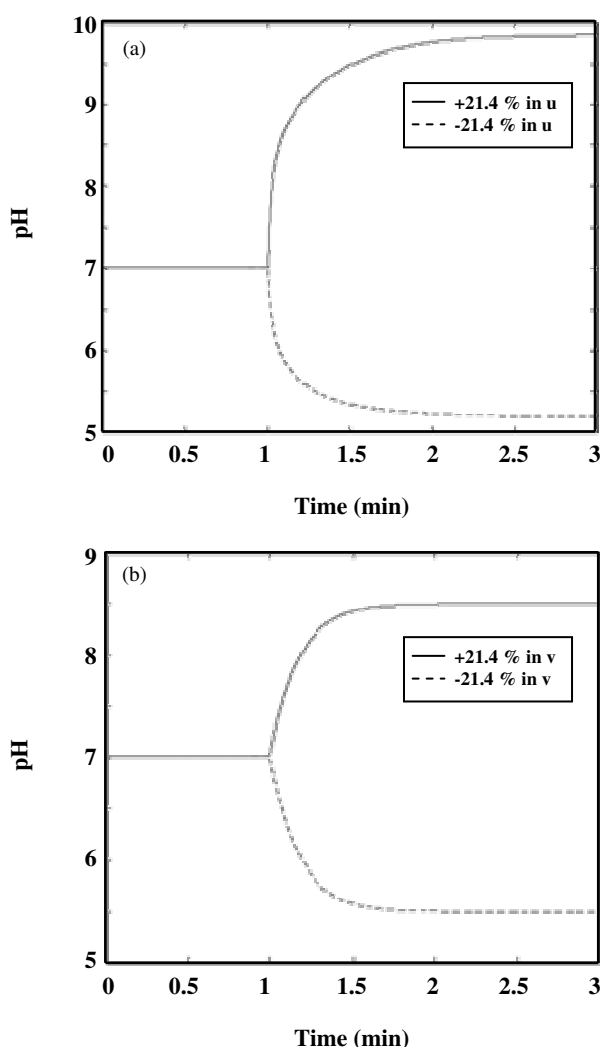 10
(a)
9
+21.4 % in u
-21.4 % in u
8
pH
7
6
5
0 0.5 1 1.5 2 2.5 3
Time (min)
9
(b)
+21.4 % in v
-21.4 % in v
8
pH
7
6
5
0 0.5 1 1.5 2 2.5 3
Time (min)